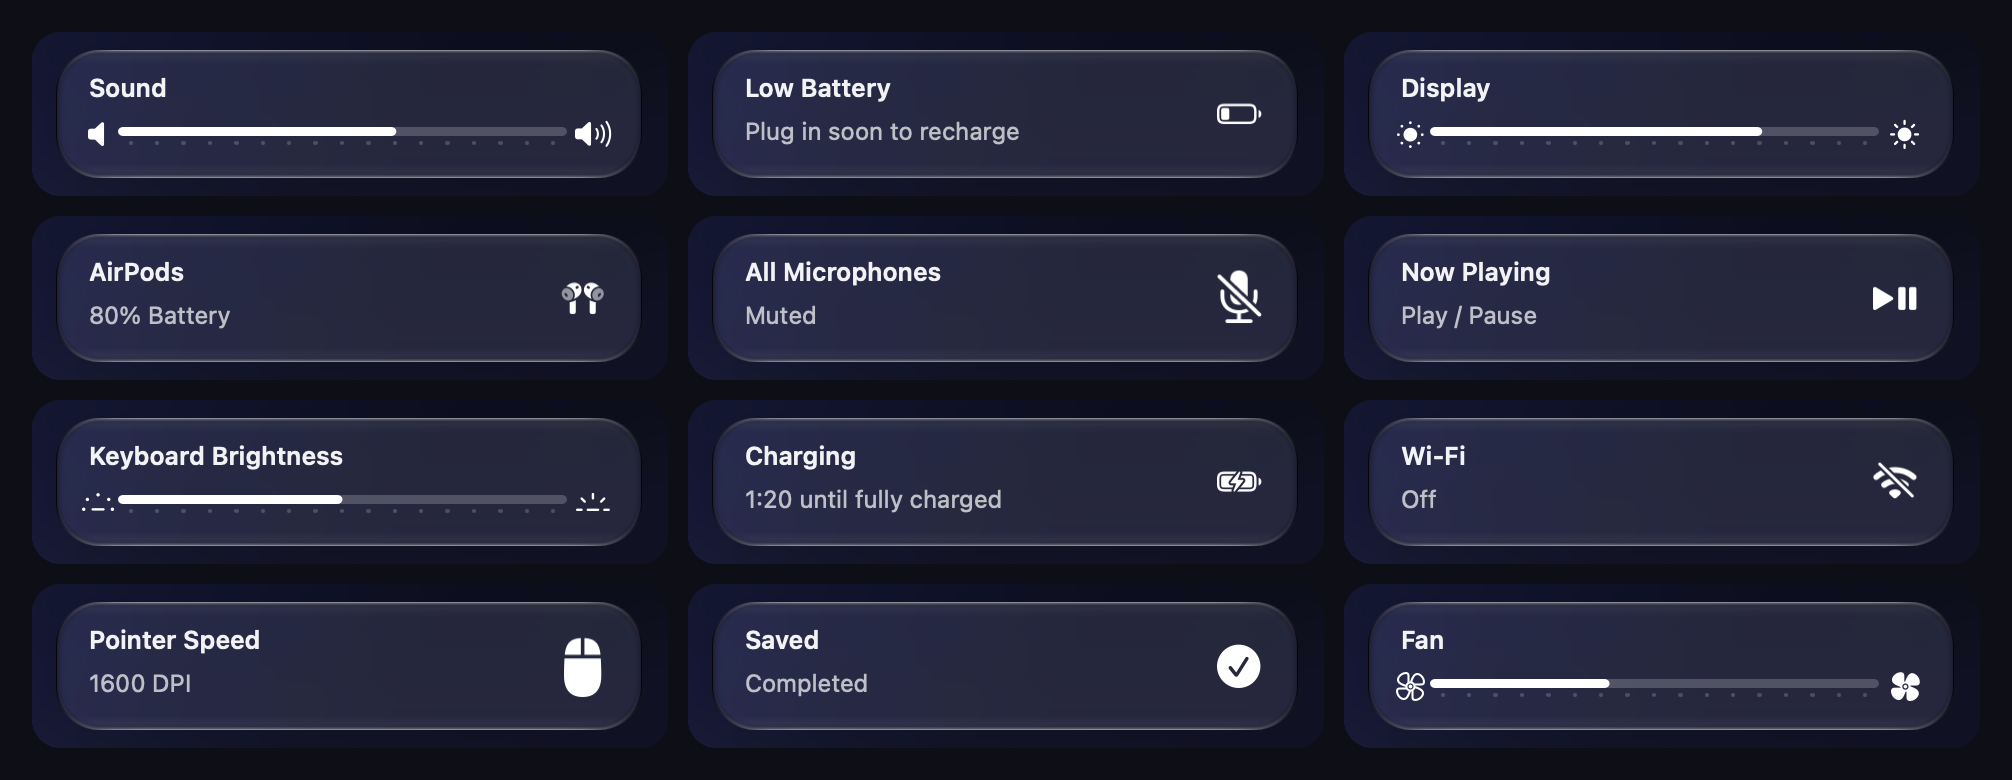 Sound
Low Battery
Plug in soon to recharge
Display
AirPods
80% Battery
All Microphones
Muted
Now Playing
Play / Pause
Keyboard Brightness
Charging
1:20 until fully charged
Wi-Fi
Off
Pointer Speed
1600 DPI
Saved
Completed
Fan